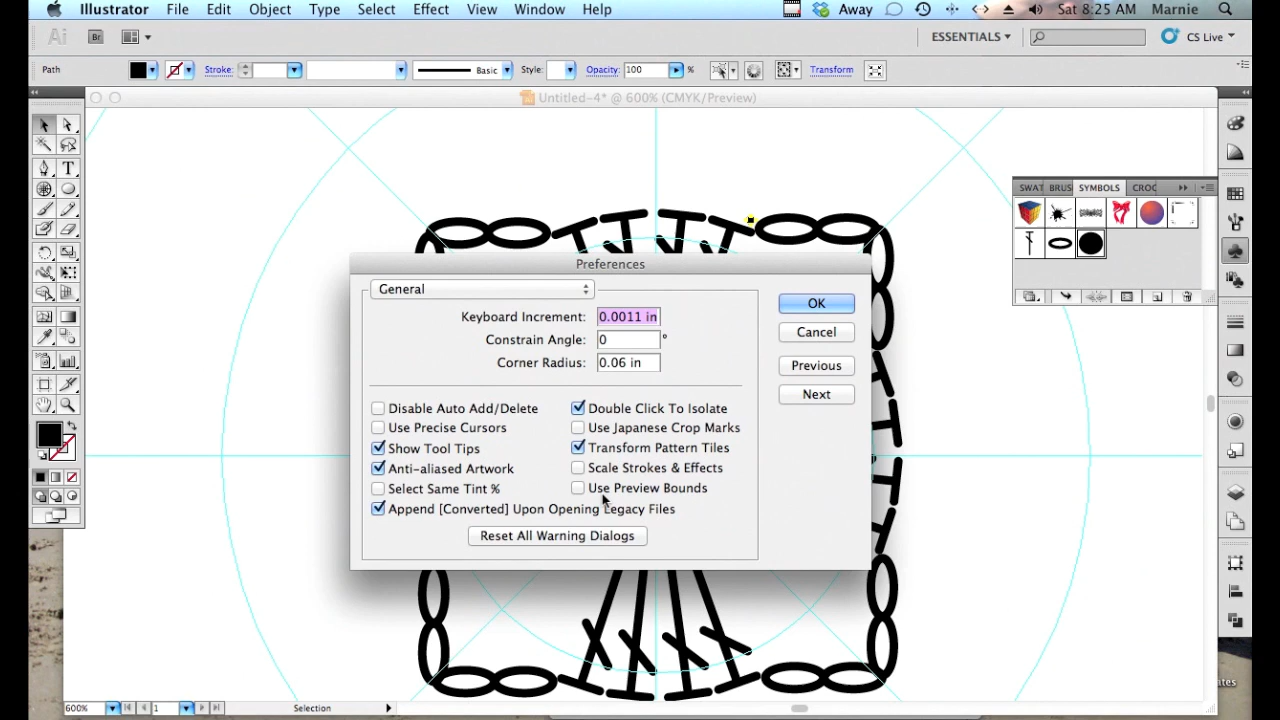 Illustrator File Edit Object Type Select Effect View Window Help Away Sat 8:25 AM Marnie
Ai Br ESSENTIALS CS Live
Path Stroke: Basic Style: Opacity: 100 % Transform
Untitled-4* @ 600% (CMYK/Preview)
SWAT BRUS SYMBOLS CROC
Preferences
General
Keyboard Increment: 0.0011 in
Constrain Angle: 0 °
Corner Radius: 0.06 in
OK
Cancel
Previous
Next
Disable Auto Add/Delete
Use Precise Cursors
Show Tool Tips
Anti-aliased Artwork
Select Same Tint %
Append [Converted] Upon Opening Legacy Files
Double Click To Isolate
Use Japanese Crop Marks
Transform Pattern Tiles
Scale Strokes & Effects
Use Preview Bounds
Reset All Warning Dialogs
600% 1 Selection
ates